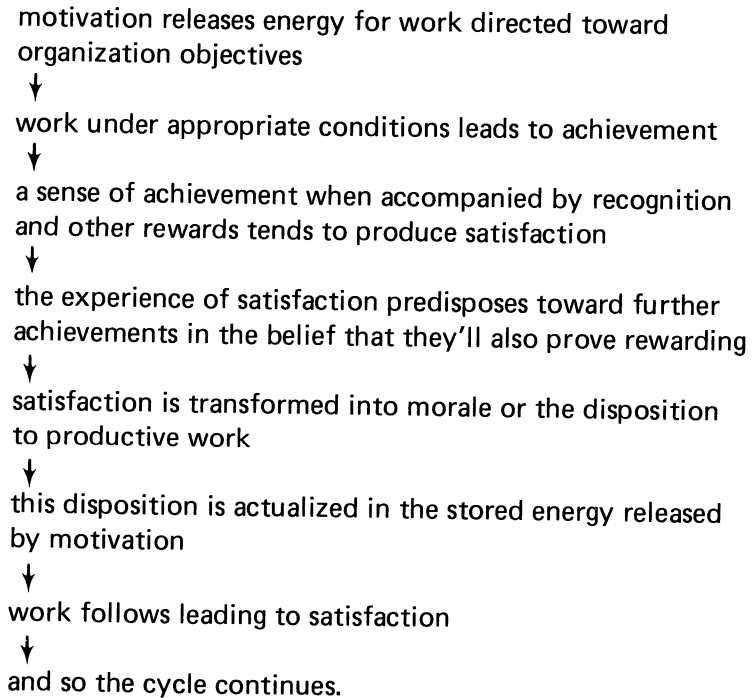 motivation releases energy for work directed toward
organization objectives
work under appropriate conditions leads to achievement
a sense of achievement when accompanied by recognition
and other rewards tends to produce satisfaction
the experience of satisfaction predisposes toward further
achievements in the belief that they'll also prove rewarding
satisfaction is transformed into morale or the disposition
to productive work
this disposition is actualized in the stored energy released
by motivation
work follows leading to satisfaction
and so the cycle continues.